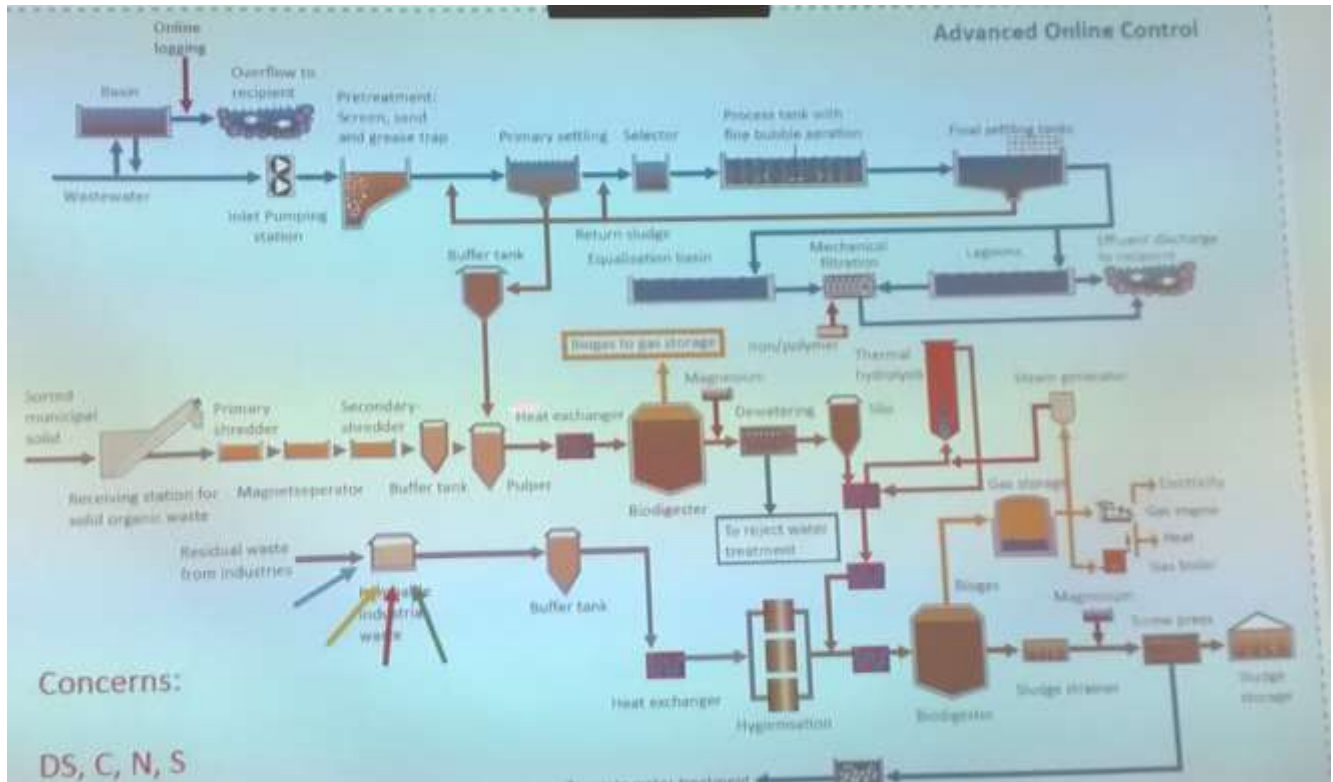 Advanced Online Control
Online
logging
Basin
Overflow to
recipient
Pretreatment:
Screen, sand
and grease trap
Primary settling
Selector
Process tank with
fine bubble aeration
Final settling tanks
Wastewater
Inlet Pumping
station
Return sludge
Buffer tank
Equalisation basin
Mechanical
filtration
Lagoons
Effluent discharge
to recipient
Iron/polymer
Biogas to gas storage
Thermal
hydrolysis
Steam generator
Magnesium
Sorted
municipal
solid
Primary
shredder
Secondary
shredder
Heat exchanger
Dewatering
Silo
Receiving station for
solid organic waste
Magnetseperator
Buffer tank
Pulper
Biodigester
Gas storage
Electricity
Gas engine
Heat
Gas boiler
To reject water
treatment
Residual waste
from industries
industrial
waste
Buffer tank
Biogas
Magnesium
Screw press
Concerns:
Heat exchanger
Hygienisation
Biodigester
Sludge strainer
Sludge
storage
DS, C, N, S
water treatment